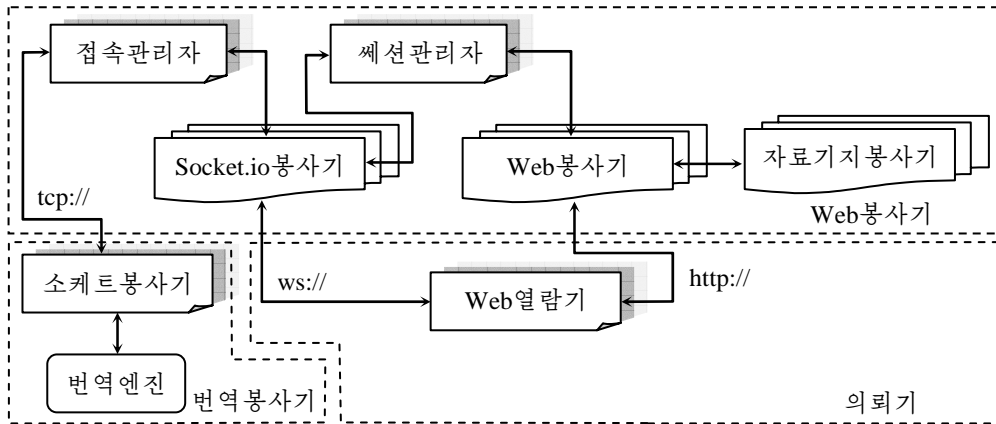 접속관리자
쎄션관리자
Socket.io봉사기
Web봉사기
자료기지봉사기
tcp://
Web봉사기
소케트봉사기
ws://
Web열람기
http://
번역엔진
번역봉사기
의뢰기